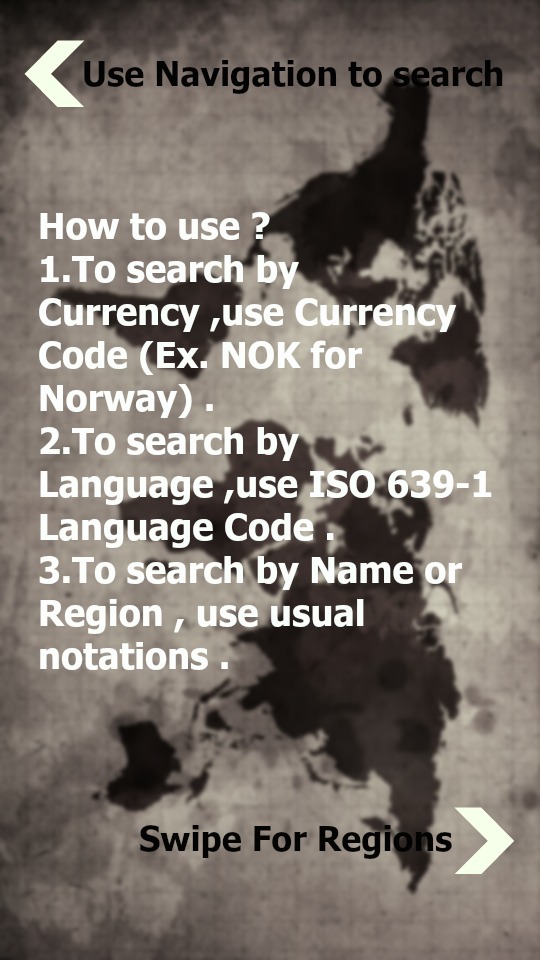 Use Navigation to search
How to use ?
1.To search by
Currency ,use Currency
Code (Ex. NOK for
Norway) .
2.To search by
Language ,use ISO 639-1
Language Code .
3.To search by Name or
Region , use usual
notations .
Swipe For Regions